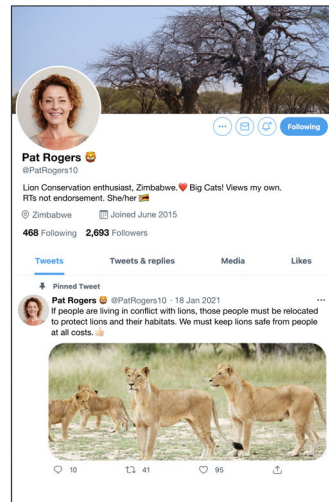 Following
Pat Rogers 🦁
@PatRogers10
Lion Conservation enthusiast, Zimbabwe.❤️ Big Cats! Views my own.
RTs not endorsement. She/her 🇿🇼
Zimbabwe Joined June 2015
468 Following 2,693 Followers
Tweets Tweets & replies Media Likes
Pinned Tweet
Pat Rogers 🦁 @PatRogers10 · 18 Jan 2021
If people are living in conflict with lions, those people must be relocated
to protect lions and their habitats. We must keep lions safe from people
at all costs.👍🏻
10 41 95